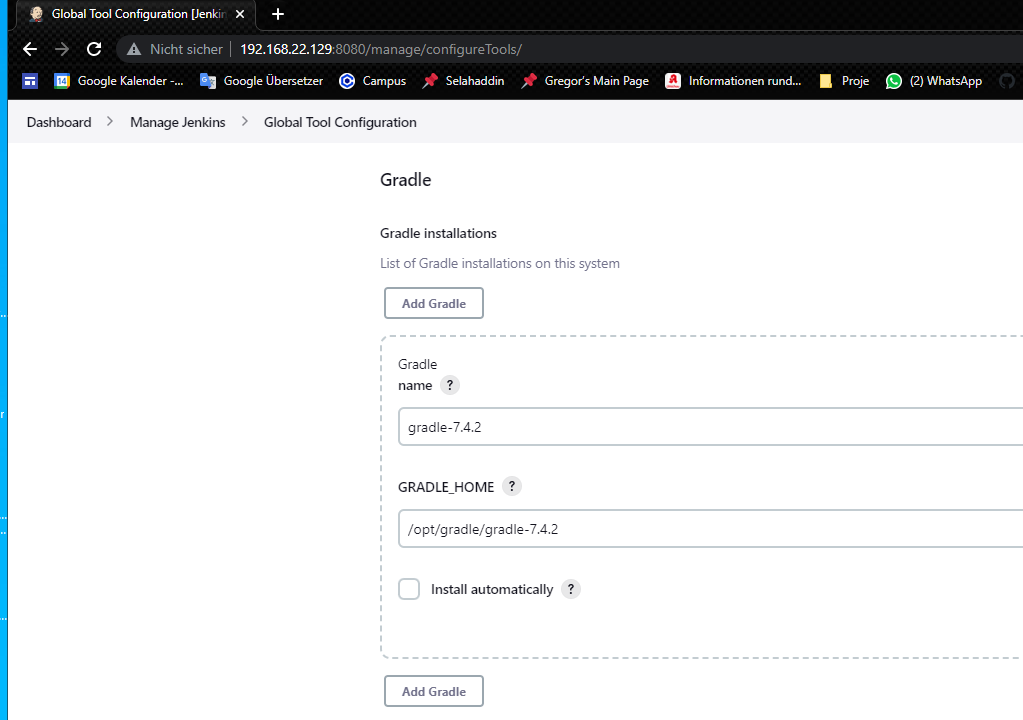 Global Tool Configuration [Jenkin
Nicht sicher 192.168.22.129:8080/manage/configureTools/
14 Google Kalender -... Google Übersetzer Campus Selahaddin Gregor's Main Page Informationen rund... Proje (2) WhatsApp
Dashboard > Manage Jenkins > Global Tool Configuration
Gradle
Gradle installations
List of Gradle installations on this system
Add Gradle
Gradle
name ?
gradle-7.4.2
GRADLE_HOME ?
/opt/gradle/gradle-7.4.2
Install automatically ?
Add Gradle